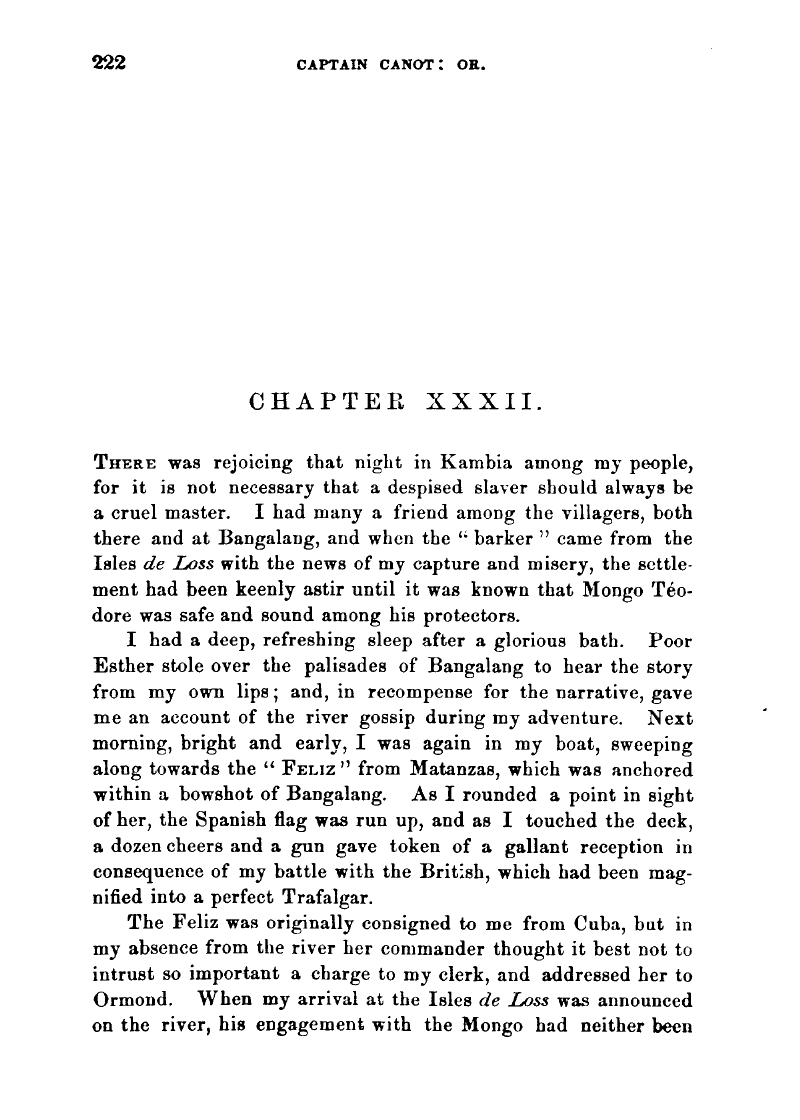 222 CAPTAIN CANOT: OR.
CHAPTER XXXII.
THERE was rejoicing that night in Kambia among my people,
for it is not necessary that a despised slaver should always be
a cruel master. I had many a friend among the villagers, both
there and at Bangalang, and when the “ barker ” came from the
Isles de Loss with the news of my capture and misery, the settle-
ment had been keenly astir until it was known that Mongo Téo-
dore was safe and sound among his protectors.
I had a deep, refreshing sleep after a glorious bath. Poor
Esther stole over the palisades of Bangalang to hear the story
from my own lips; and, in recompense for the narrative, gave
me an account of the river gossip during my adventure. Next
morning, bright and early, I was again in my boat, sweeping
along towards the “ FELIZ ” from Matanzas, which was anchored
within a bowshot of Bangalang. As I rounded a point in sight
of her, the Spanish flag was run up, and as I touched the deck,
a dozen cheers and a gun gave token of a gallant reception in
consequence of my battle with the British, which had been mag-
nified into a perfect Trafalgar.
The Feliz was originally consigned to me from Cuba, but in
my absence from the river her commander thought it best not to
intrust so important a charge to my clerk, and addressed her to
Ormond. When my arrival at the Isles de Loss was announced
on the river, his engagement with the Mongo had neither been